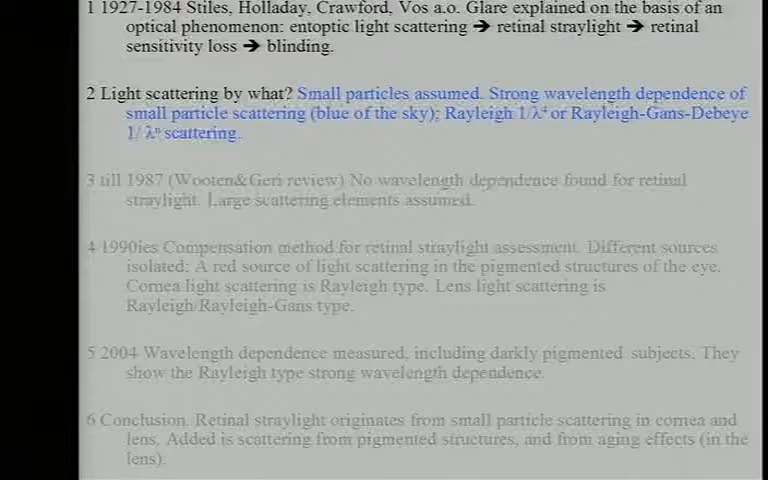 1 1927-1984 Stiles, Holladay, Crawford, Vos a.o. Glare explained on the basis of an
optical phenomenon: entoptic light scattering ➔ retinal straylight ➔ retinal
sensitivity loss ➔ blinding.
2 Light scattering by what? Small particles assumed. Strong wavelength dependence of
small particle scattering (blue of the sky); Rayleigh 1/λ⁴ or Rayleigh-Gans-Debeye
1/λⁿ scattering.
3 till 1987 (Wooten&Geri review) No wavelength dependence found for retinal
straylight. Large scattering elements assumed.
4 1990ies Compensation method for retinal straylight assessment. Different sources
isolated: A red source of light scattering in the pigmented structures of the eye.
Cornea light scattering is Rayleigh type. Lens light scattering is
Rayleigh/Rayleigh-Gans type.
5 2004 Wavelength dependence measured, including darkly pigmented subjects. They
show the Rayleigh type strong wavelength dependence.
6 Conclusion. Retinal straylight originates from small particle scattering in cornea and
lens. Added is scattering from pigmented structures, and from aging effects (in the
lens).